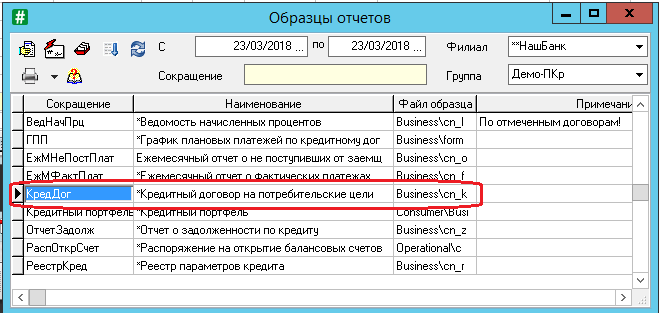 Образцы отчетов
С 23/03/2018 ... по 23/03/2018 ... Филиал **НашБанк
Сокращение Группа Демо-ПКр
Сокращение Наименование Файл образца Примечани
ВедНачПрц *Ведомость начисленных процентов Business\cn_l По отмеченным договорам!
ГПП *График плановых платежей по кредитному дог Business\form
ЕжМНеПостПлат Ежемесячный отчет о не поступивших от заемщ Business\cn_o
ЕжМФактПлат *Ежемесячный отчет о фактических платежах Business\cn_f
КредДог *Кредитный договор на потребительские цели Business\cn_k
Кредитный портфель *Кредитный портфель Consumer\Busi
ОтчетЗадолж *Отчет о задолженности по кредиту Business\cn_z
РаспОткрСчет *Распоряжение на открытие балансовых счетов Operational\c
РеестрКред *Реестр параметров кредита Business\cn_r